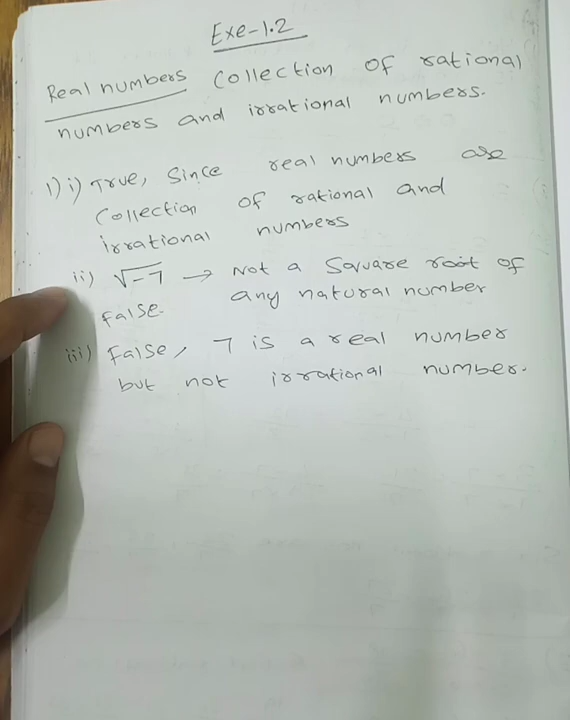 Exe-1.2
Real numbers collection of rational
numbers and irrational numbers.
1) i) True, Since real numbers are
collection of rational and
irrational numbers
ii) √-7 → Not a Square root of
false. any natural number
iii) False, 7 is a real number
but not irrational number.